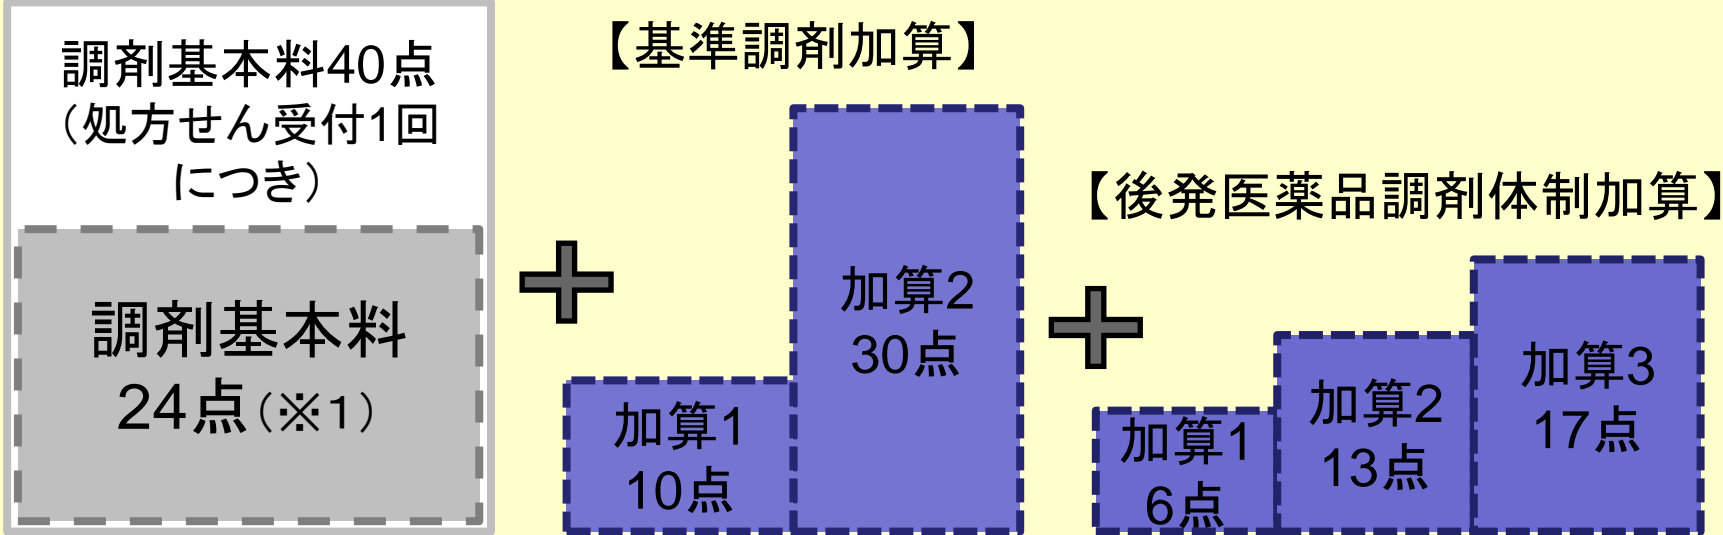 調剤基本料40点
（処方せん受付1回
につき）
調剤基本料
24点（※１）
【基準調剤加算】
加算1
10点
加算2
30点
【後発医薬品調剤体制加算】
加算1
6点
加算2
13点
加算3
17点